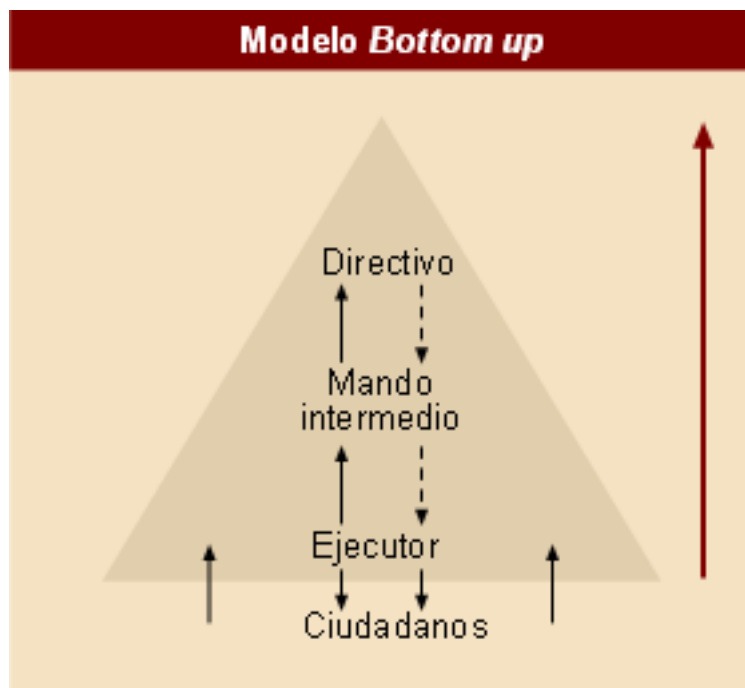 Modelo Bottom up
Directivo
Mando
intermedio
Ejecutor
Ciudadanos